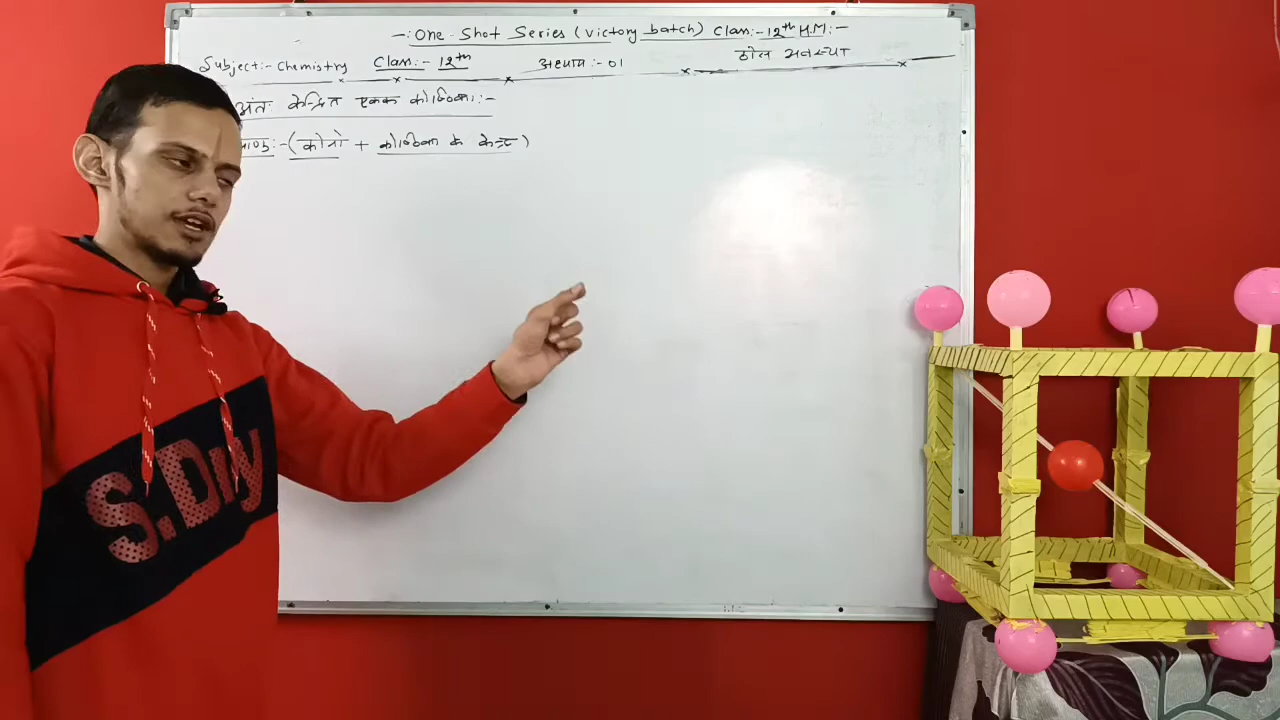 -: One - Shot Series (victory batch) Class:- 12th H.M :-
Subject:- Chemistry Class:- 12th अध्याय :- 01 ठोस अवस्था
अंतः केन्द्रित एकक कोष्ठिका:-
(कोनो + कोष्ठिका के केन्द्र)
S.Diy